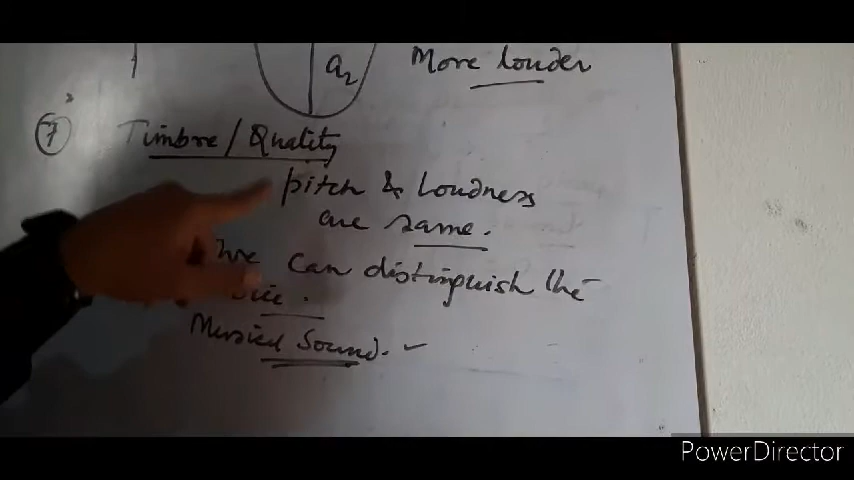 a2
More louder
7
Timbre / Quality
pitch & Loudness
are same.
we can distinguish the
Musical Sound.
PowerDirector